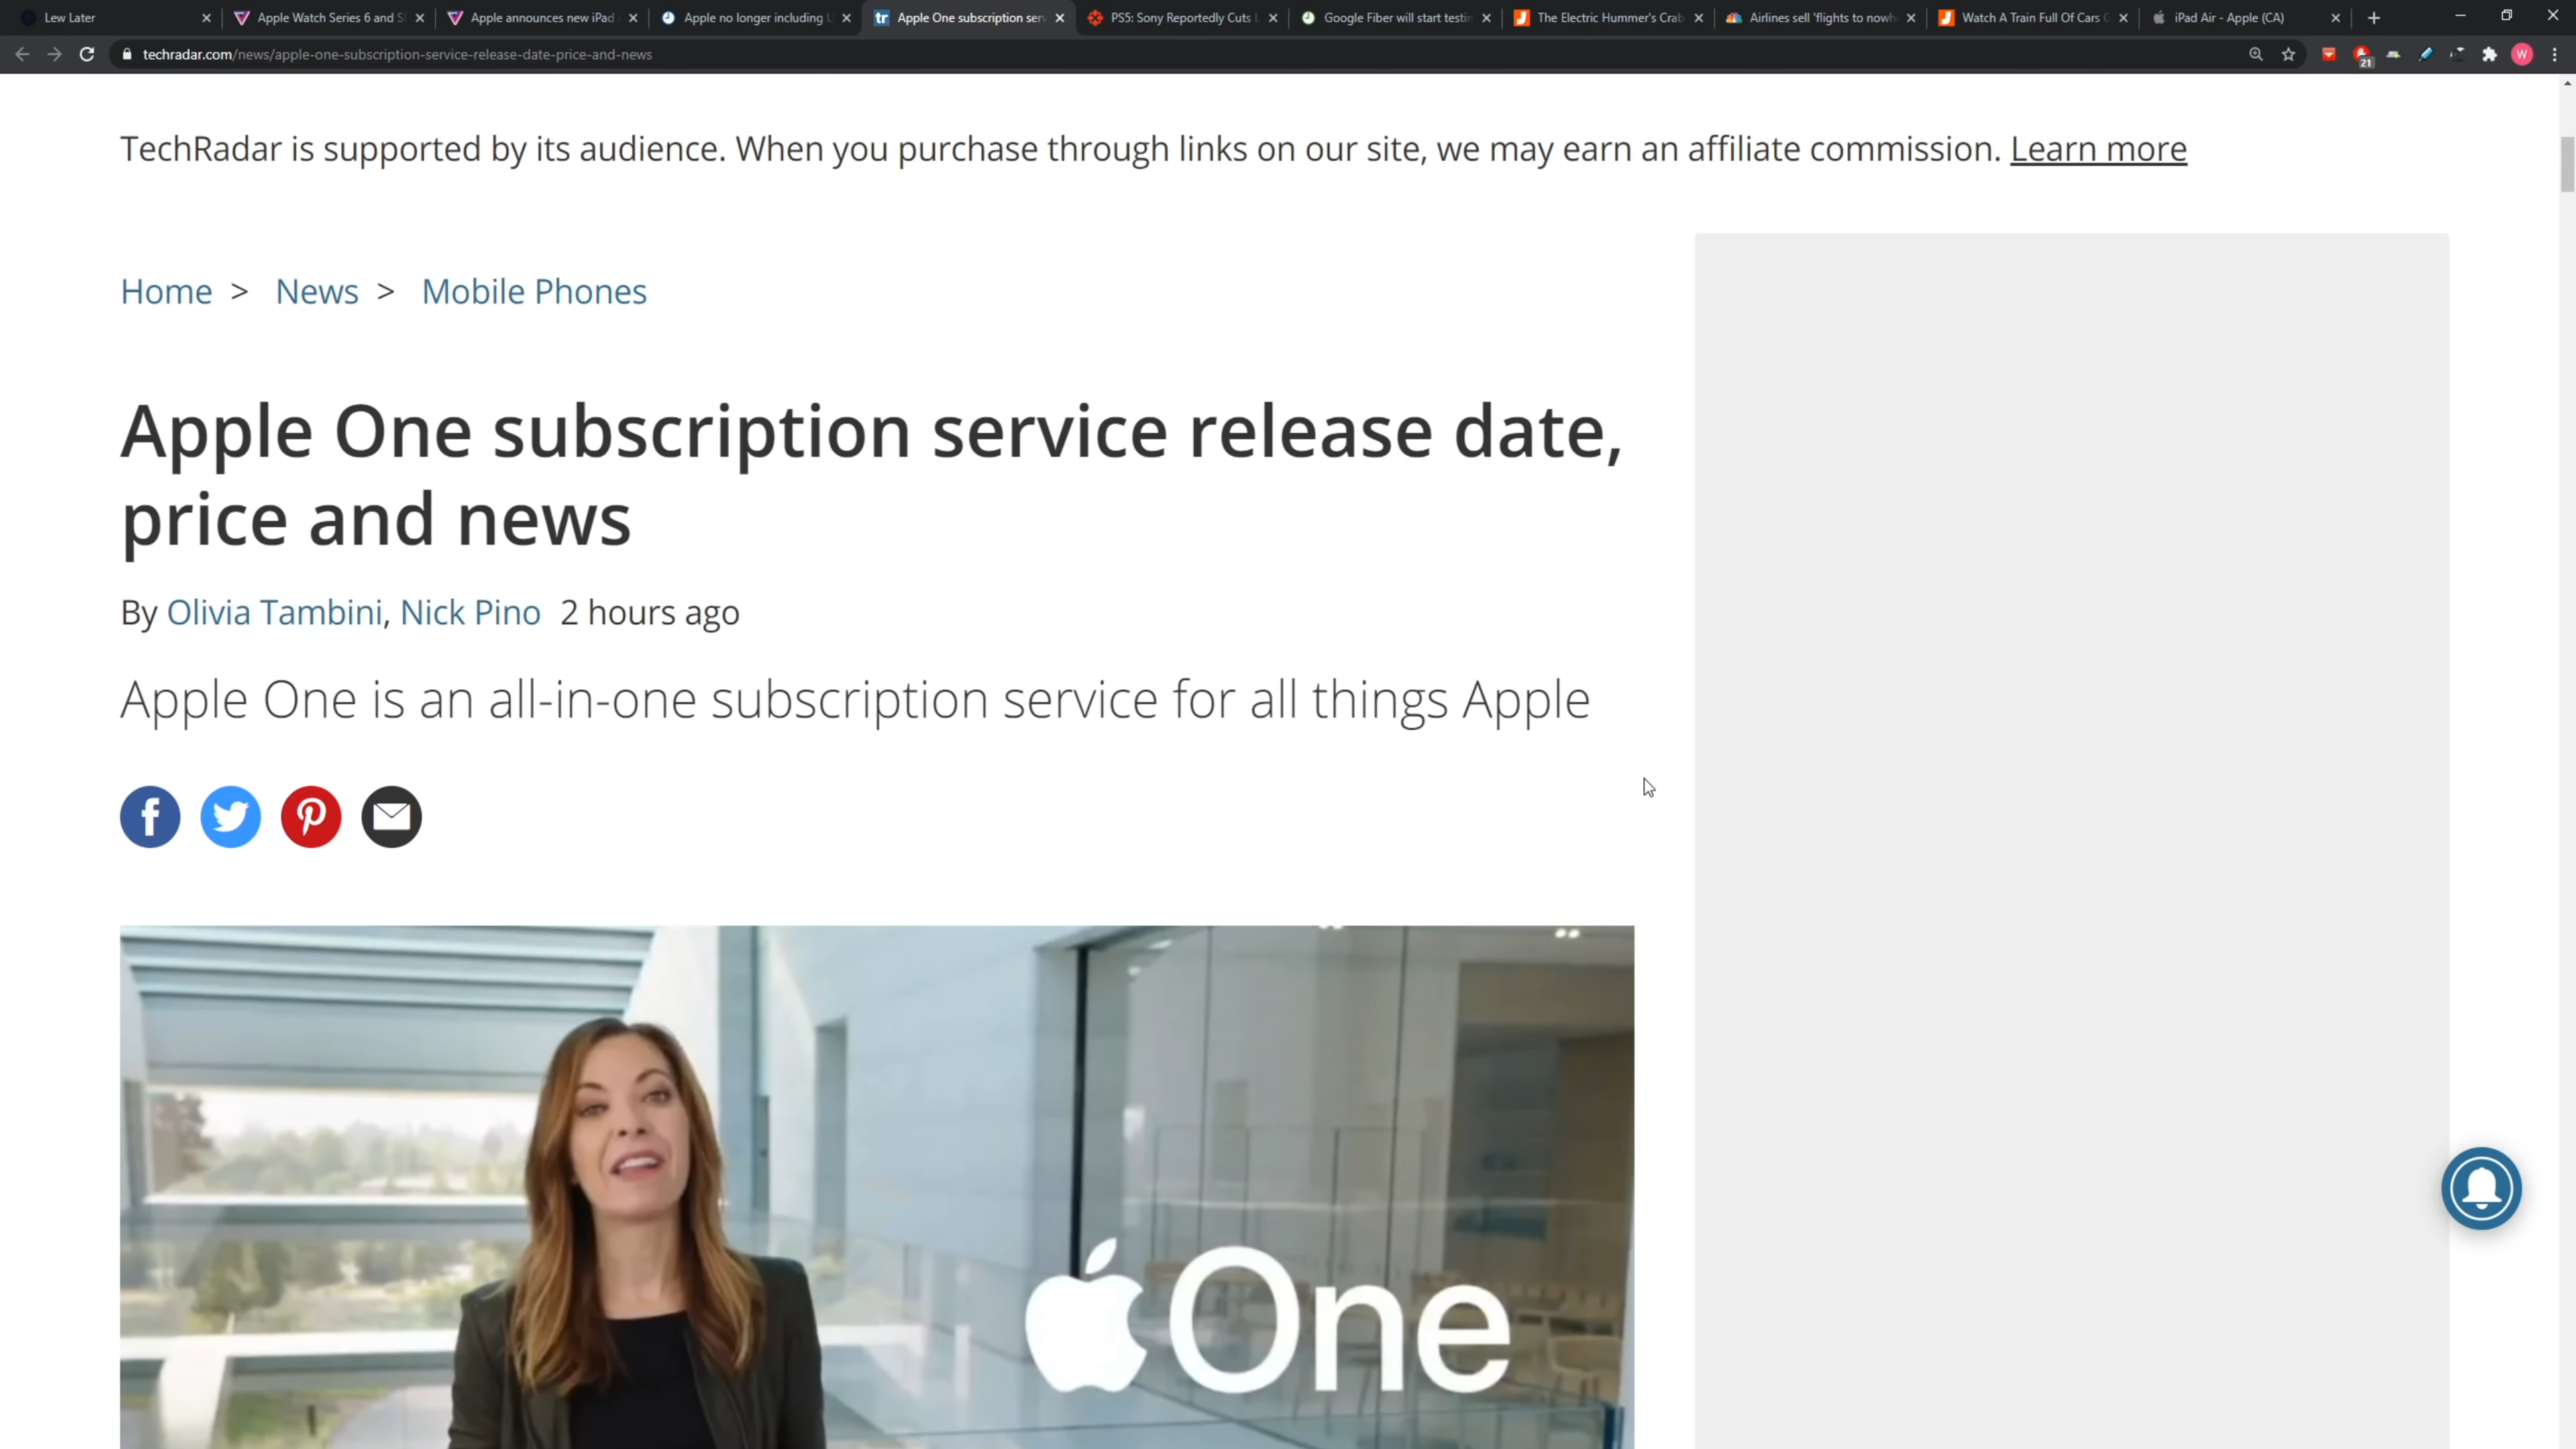 Lew Later
Apple Watch Series 6 and S
Apple announces new iPad
Apple no longer including
Apple One subscription serv
PS5: Sony Reportedly Cuts
Google Fiber will start testin
The Electric Hummer's Crab
Airlines sell 'flights to nowh
Watch A Train Full Of Cars
iPad Air - Apple (CA)
techradar.com/news/apple-one-subscription-service-release-date-price-and-news
21
W
TechRadar is supported by its audience. When you purchase through links on our site, we may earn an affiliate commission. Learn more
Home > News > Mobile Phones
Apple One subscription service release date,
price and news
By Olivia Tambini, Nick Pino 2 hours ago
Apple One is an all-in-one subscription service for all things Apple
One